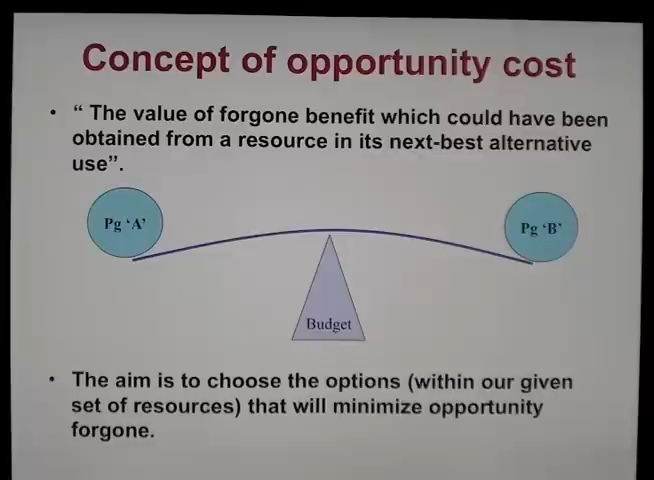 Concept of opportunity cost
• “ The value of forgone benefit which could have been
obtained from a resource in its next-best alternative
use”.
Pg ‘A’
Pg ‘B’
Budget
• The aim is to choose the options (within our given
set of resources) that will minimize opportunity
forgone.